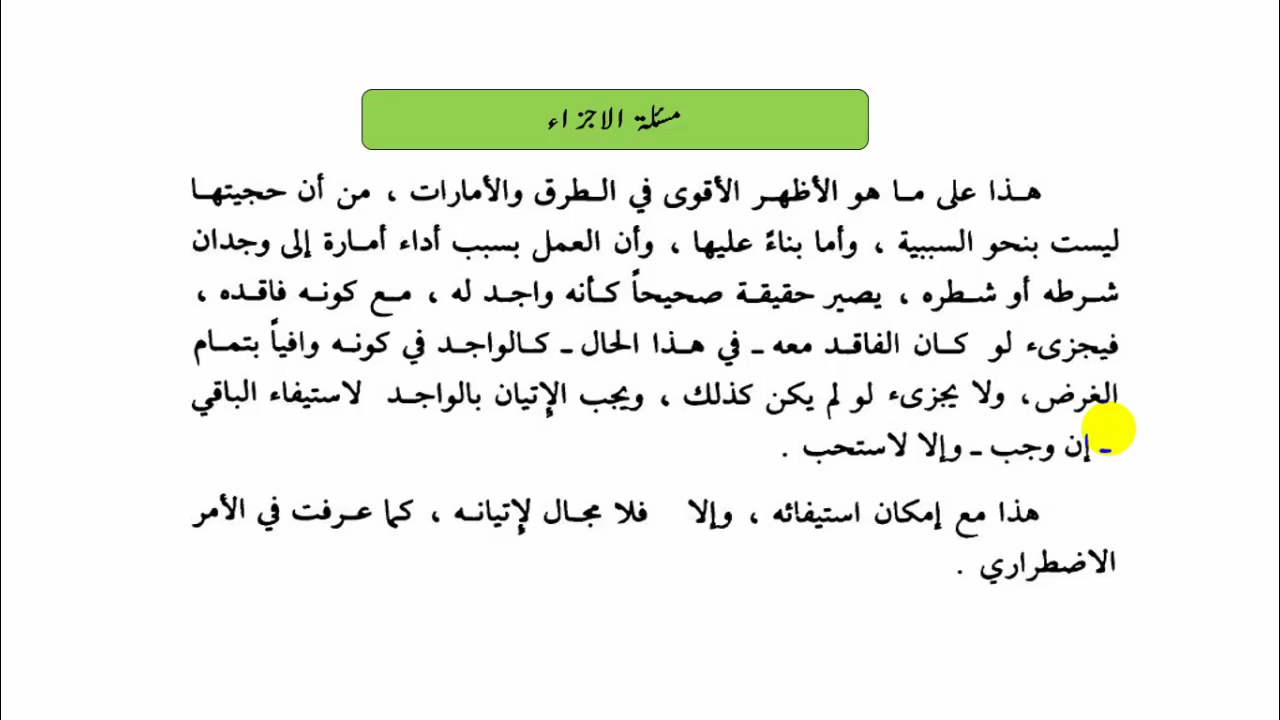 مسئلة الاجزاء
هـذا على مـا هو الأظهـر الأقوى في الـطرق والأمارات ، من أن حجيتهـا
ليست بنحو السببية ، وأما بناءً عليها ، وأن العمل بسبب أداء أمـارة إلى وجدان
شـرطه أو شـطره ، يصير حقيقـة صحيحاً كـأنه واجـد له ، مـع كونـه فاقـده ،
فيجزىء لو كـان الفاقـد معه ـ في هـذا الحال ـ كـالواجـد في كونـه وافياً بتمـام
الغرض، ولا يجزىء لو لم يكن كذلك ، ويجب الإتيان بالواجـد لاستيفاء الباقي
ـ إن وجب ـ وإلا لاستحب .
هذا مع إمكان استيفائه ، وإلا فلا مجـال لإتيانـه ، كما عـرفت في الأمر
الاضطراري .